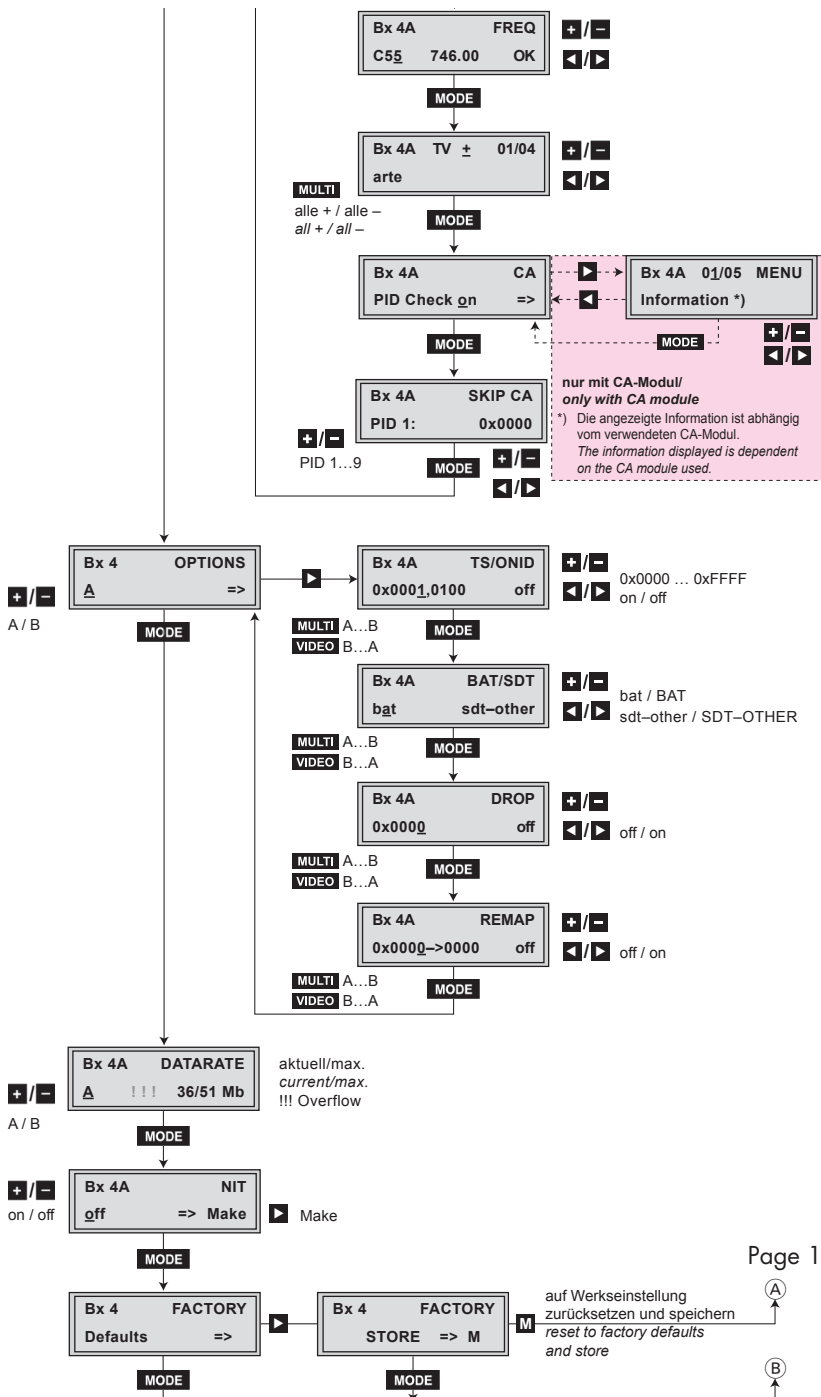 Bx 4A FREQ
C55 746.00 OK
+ / –
◄ / ►
MODE
Bx 4A TV ± 01/04
arte
+ / –
◄ / ►
MULTI
alle + / alle –
all + / all –
MODE
Bx 4A CA
PID Check on =>
►
◄
Bx 4A 01/05 MENU
Information *)
MODE
+ / –
◄ / ►
MODE
nur mit CA-Modul/
only with CA module
*) Die angezeigte Information ist abhängig
vom verwendeten CA-Modul.
The information displayed is dependent
on the CA module used.
Bx 4A SKIP CA
PID 1: 0x0000
+ / –
PID 1…9
MODE
+ / –
◄ / ►
Bx 4 OPTIONS
A =>
+ / –
A / B
MODE
►
Bx 4A TS/ONID
0x0001,0100 off
+ / –
◄ / ►
0x0000 … 0xFFFF
on / off
MULTI A…B
VIDEO B…A
MODE
Bx 4A BAT/SDT
bat sdt–other
+ / –
◄ / ►
bat / BAT
sdt–other / SDT–OTHER
MULTI A…B
VIDEO B…A
MODE
Bx 4A DROP
0x0000 off
+ / –
◄ / ► off / on
MULTI A…B
VIDEO B…A
MODE
Bx 4A REMAP
0x0000–>0000 off
+ / –
◄ / ► off / on
MULTI A…B
VIDEO B…A
MODE
Bx 4A DATARATE
A !!! 36/51 Mb
+ / –
A / B
aktuell/max.
current/max.
!!! Overflow
MODE
Bx 4A NIT
off => Make
+ / –
on / off
► Make
MODE
Page 1
Bx 4 FACTORY
Defaults =>
►
Bx 4 FACTORY
STORE => M
M
auf Werkseinstellung
zurücksetzen und speichern
reset to factory defaults
and store
A
B
MODE
MODE